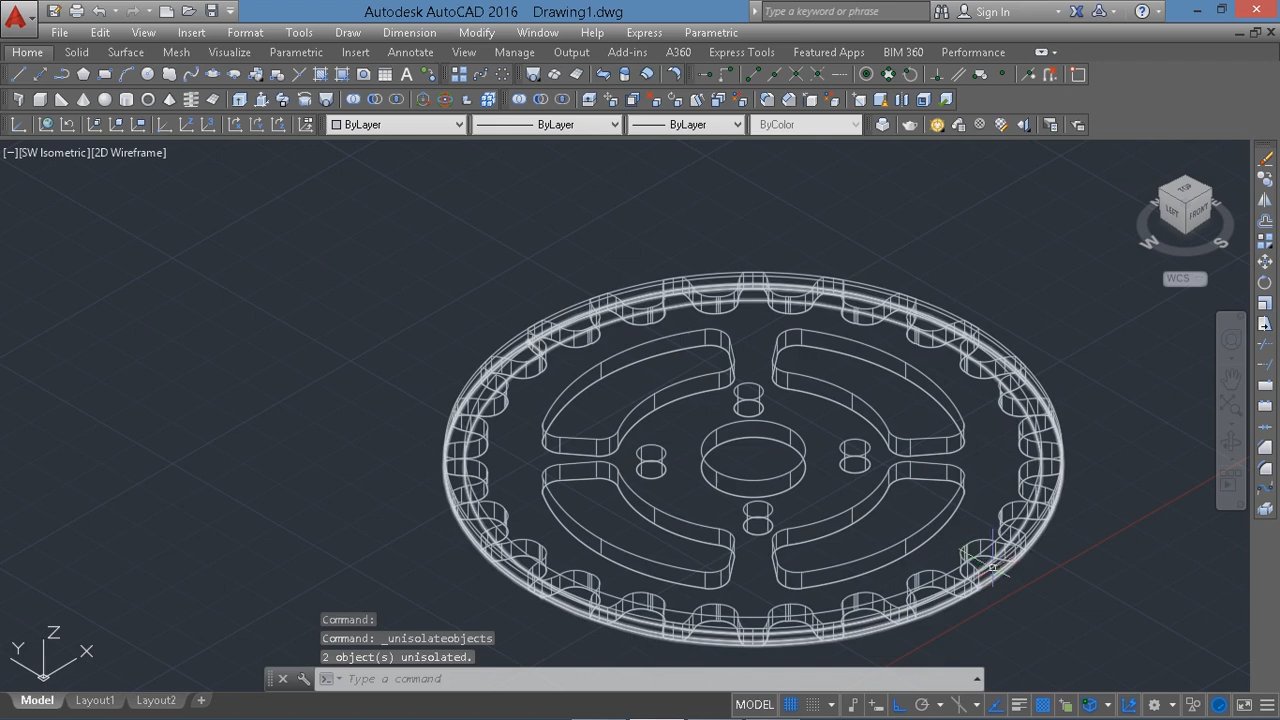 Autodesk AutoCAD 2016 Drawing1.dwg
Type a keyword or phrase
Sign In
File Edit View Insert Format Tools Draw Dimension Modify Window Help Express Parametric
Home Solid Surface Mesh Visualize Parametric Insert Annotate View Manage Output Add-ins A360 Express Tools Featured Apps BIM 360 Performance
ByLayer ByLayer ByLayer ByColor
[−][SW Isometric][2D Wireframe]
TOP
LEFT FRONT
W S
WCS
Command:
Command: _unisolateobjects
2 object(s) unisolated.
Type a command
Z
Y X
Model Layout1 Layout2 +
MODEL